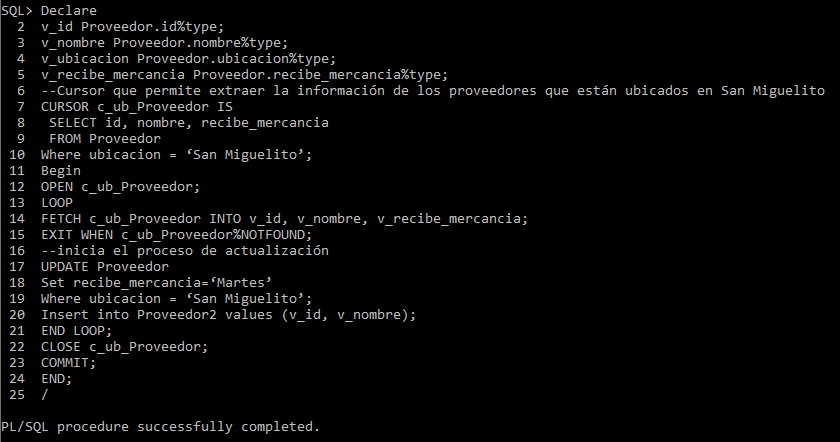 SQL> Declare
2 v_id Proveedor.id%type;
3 v_nombre Proveedor.nombre%type;
4 v_ubicacion Proveedor.ubicacion%type;
5 v_recibe_mercancia Proveedor.recibe_mercancia%type;
6 --Cursor que permite extraer la información de los proveedores que están ubicados en San Miguelito
7 CURSOR c_ub_Proveedor IS
8 SELECT id, nombre, recibe_mercancia
9 FROM Proveedor
10 Where ubicacion = ‘San Miguelito’;
11 Begin
12 OPEN c_ub_Proveedor;
13 LOOP
14 FETCH c_ub_Proveedor INTO v_id, v_nombre, v_recibe_mercancia;
15 EXIT WHEN c_ub_Proveedor%NOTFOUND;
16 --inicia el proceso de actualización
17 UPDATE Proveedor
18 Set recibe_mercancia=‘Martes’
19 Where ubicacion = ‘San Miguelito’;
20 Insert into Proveedor2 values (v_id, v_nombre);
21 END LOOP;
22 CLOSE c_ub_Proveedor;
23 COMMIT;
24 END;
25 /
PL/SQL procedure successfully completed.